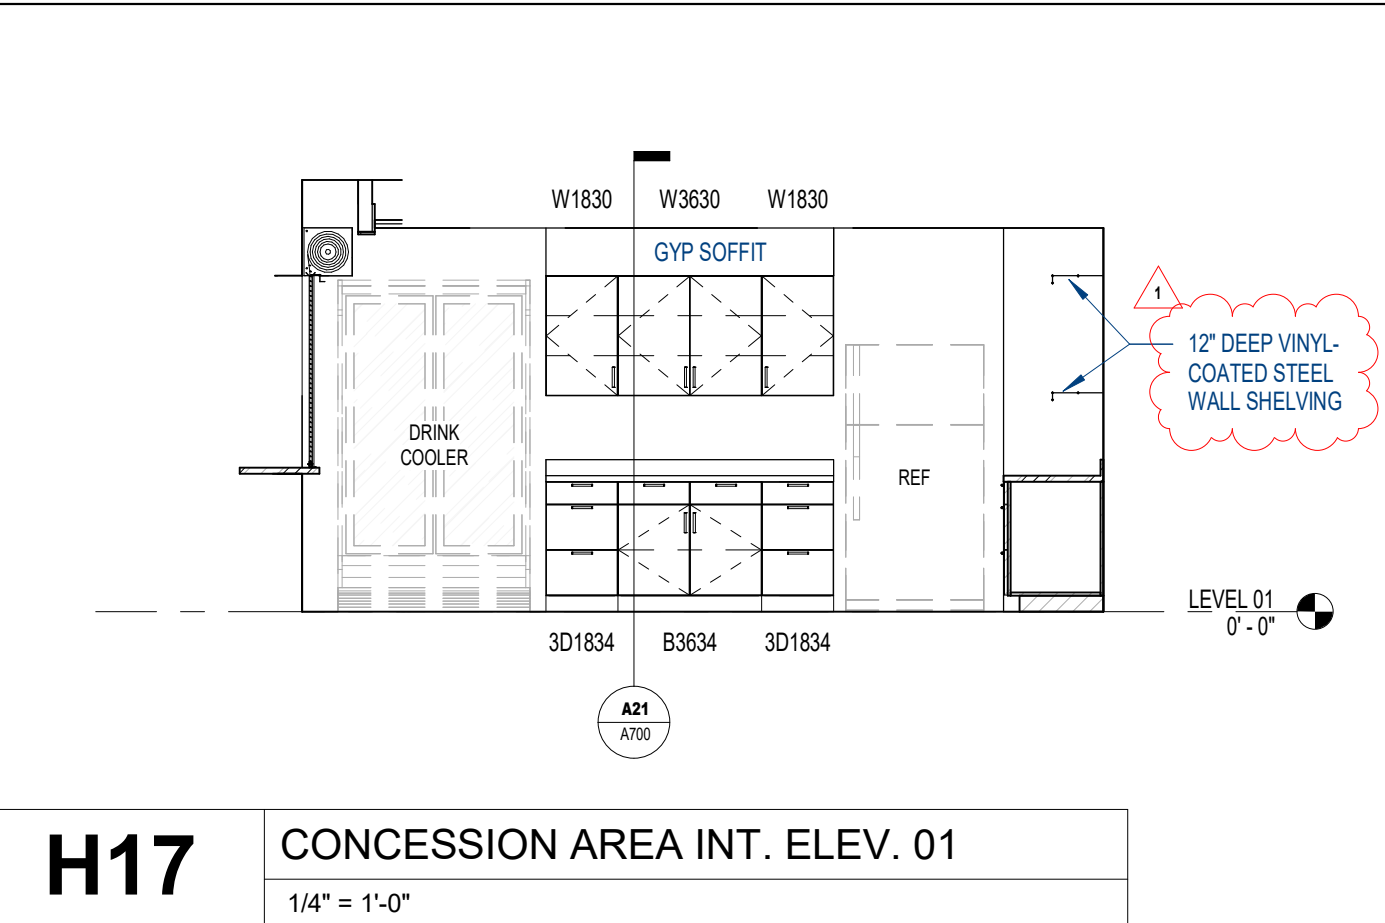 W1830 W3630 W1830
GYP SOFFIT
1
12" DEEP VINYL-
COATED STEEL
WALL SHELVING
DRINK
COOLER
REF
LEVEL 01
0' - 0"
3D1834 B3634 3D1834
A21
A700
H17
CONCESSION AREA INT. ELEV. 01
1/4" = 1'-0"